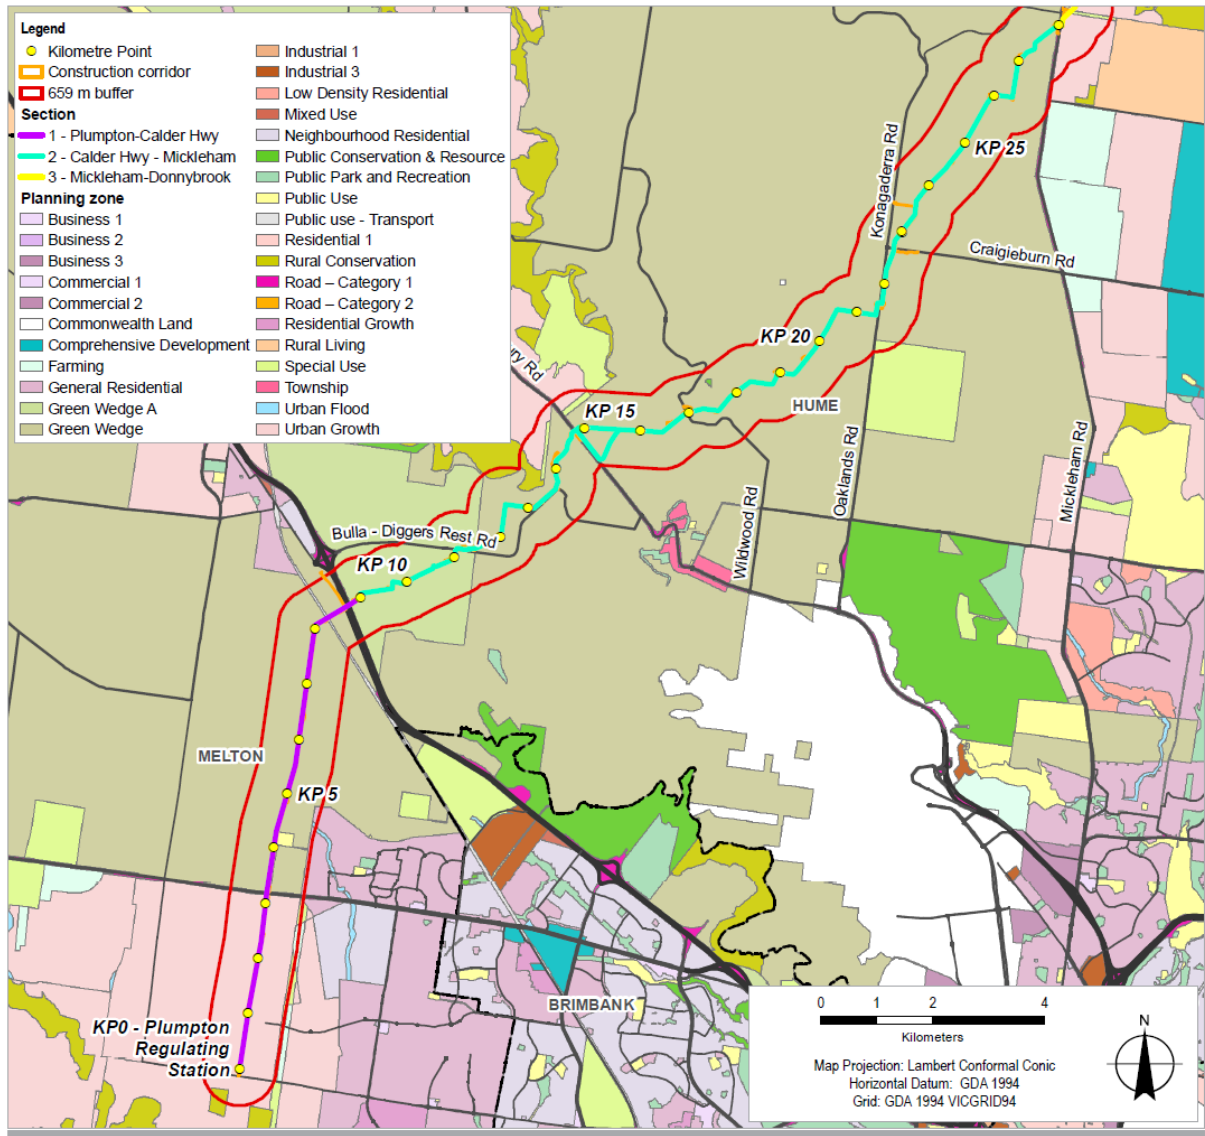 Legend
Kilometre Point
Construction corridor
659 m buffer
Section
1 - Plumpton-Calder Hwy
2 - Calder Hwy - Mickleham
3 - Mickleham-Donnybrook
Planning zone
Business 1
Business 2
Business 3
Commercial 1
Commercial 2
Commonwealth Land
Comprehensive Development
Farming
General Residential
Green Wedge A
Green Wedge
Industrial 1
Industrial 3
Low Density Residential
Mixed Use
Neighbourhood Residential
Public Conservation & Resource
Public Park and Recreation
Public Use
Public use - Transport
Residential 1
Rural Conservation
Road – Category 1
Road – Category 2
Residential Growth
Rural Living
Special Use
Township
Urban Flood
Urban Growth
KP 25
Konagaderra Rd
Craigieburn Rd
KP 20
ury Rd
KP 15
HUME
Oaklands Rd
Mickleham Rd
Wildwood Rd
Bulla - Diggers Rest Rd
KP 10
MELTON
KP 5
BRIMBANK
KP0 - Plumpton
Regulating
Station
0 1 2 4
Kilometers
N
Map Projection: Lambert Conformal Conic
Horizontal Datum: GDA 1994
Grid: GDA 1994 VICGRID94